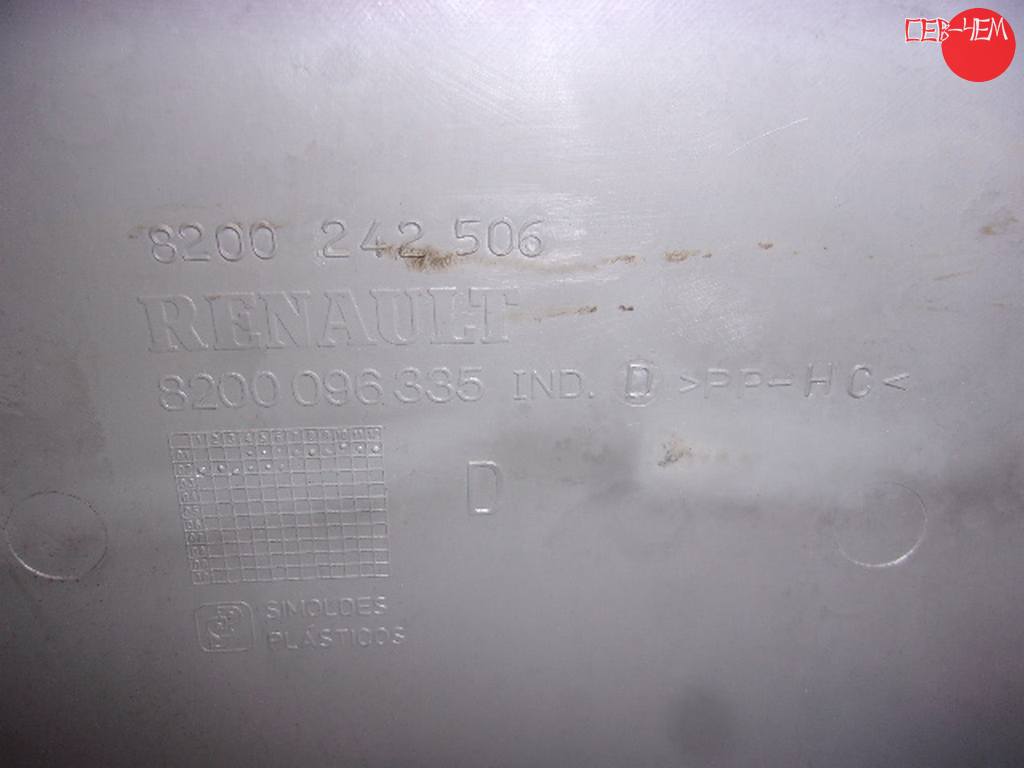 СЕВ-ЧЕМ
8200 242 506
RENAULT
8200 096 335 IND. D >PP-HC<
D
SIMOLDES
PLÁSTICOS